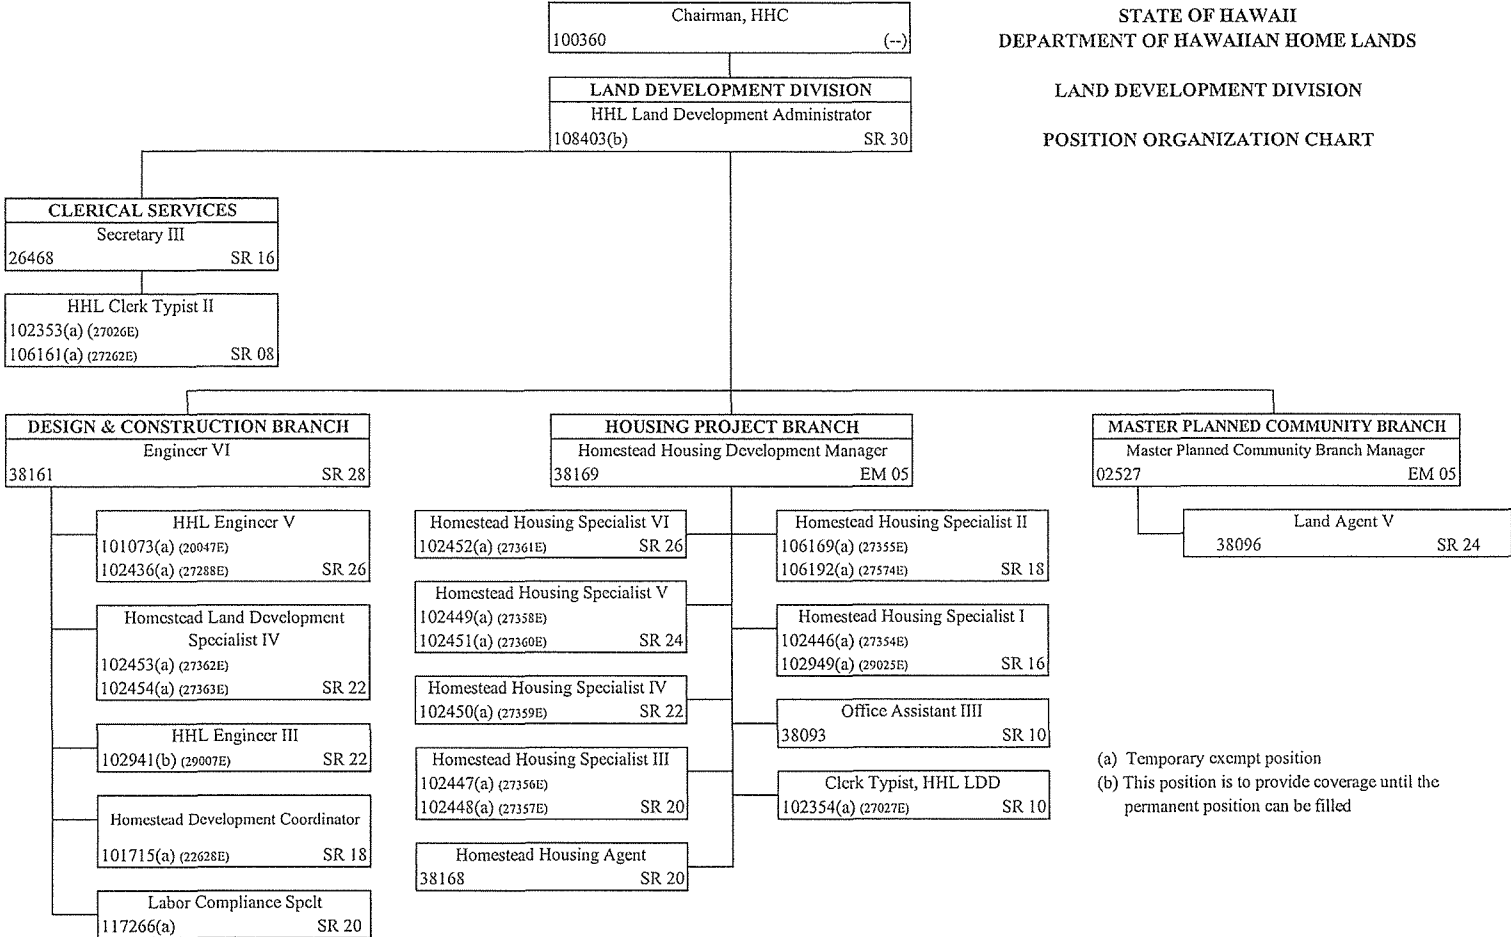 Chairman, HHC
100360 (--)
STATE OF HAWAII
DEPARTMENT OF HAWAIIAN HOME LANDS
LAND DEVELOPMENT DIVISION
POSITION ORGANIZATION CHART
LAND DEVELOPMENT DIVISION
HHL Land Development Administrator
108403(b) SR 30
CLERICAL SERVICES
Secretary III
26468 SR 16
HHL Clerk Typist II
102353(a) (27026E)
106161(a) (27262E) SR 08
DESIGN & CONSTRUCTION BRANCH
Engineer VI
38161 SR 28
HHL Engineer V
101073(a) (20047E)
102436(a) (27288E) SR 26
Homestead Land Development
Specialist IV
102453(a) (27362E)
102454(a) (27363E) SR 22
HHL Engineer III
102941(b) (29007E) SR 22
Homestead Development Coordinator
101715(a) (22628E) SR 18
Labor Compliance Spclt
117266(a) SR 20
HOUSING PROJECT BRANCH
Homestead Housing Development Manager
38169 EM 05
Homestead Housing Specialist VI
102452(a) (27361E) SR 26
Homestead Housing Specialist V
102449(a) (27358E)
102451(a) (27360E) SR 24
Homestead Housing Specialist IV
102450(a) (27359E) SR 22
Homestead Housing Specialist III
102447(a) (27356E)
102448(a) (27357E) SR 20
Homestead Housing Agent
38168 SR 20
Homestead Housing Specialist II
106169(a) (27355E)
106192(a) (27574E) SR 18
Homestead Housing Specialist I
102446(a) (27354E)
102949(a) (29025E) SR 16
Office Assistant IIII
38093 SR 10
Clerk Typist, HHL LDD
102354(a) (27027E) SR 10
MASTER PLANNED COMMUNITY BRANCH
Master Planned Community Branch Manager
02527 EM 05
Land Agent V
38096 SR 24
(a) Temporary exempt position
(b) This position is to provide coverage until the
permanent position can be filled